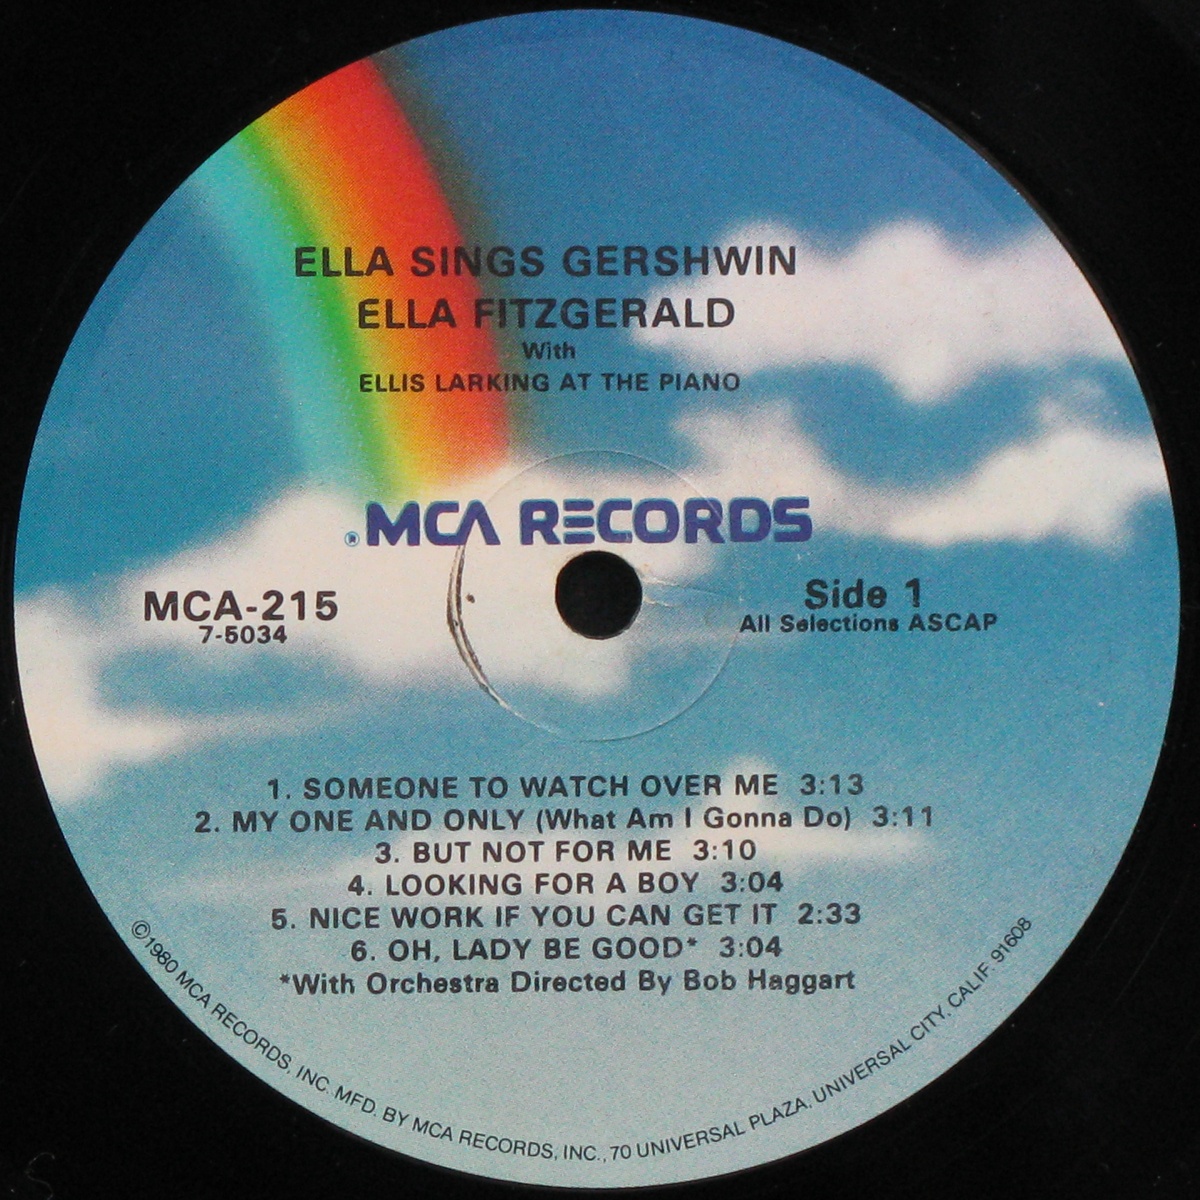 ELLA SINGS GERSHWIN
ELLA FITZGERALD
With
ELLIS LARKING AT THE PIANO
®MCA RECORDS
MCA-215
7-5034
Side 1
All Selections ASCAP
1. SOMEONE TO WATCH OVER ME 3:13
2. MY ONE AND ONLY (What Am I Gonna Do) 3:11
3. BUT NOT FOR ME 3:10
4. LOOKING FOR A BOY 3:04
5. NICE WORK IF YOU CAN GET IT 2:33
6. OH, LADY BE GOOD* 3:04
*With Orchestra Directed By Bob Haggart
©1980 MCA RECORDS, INC. MFD. BY MCA RECORDS, INC., 70 UNIVERSAL PLAZA, UNIVERSAL CITY, CALIF. 91608